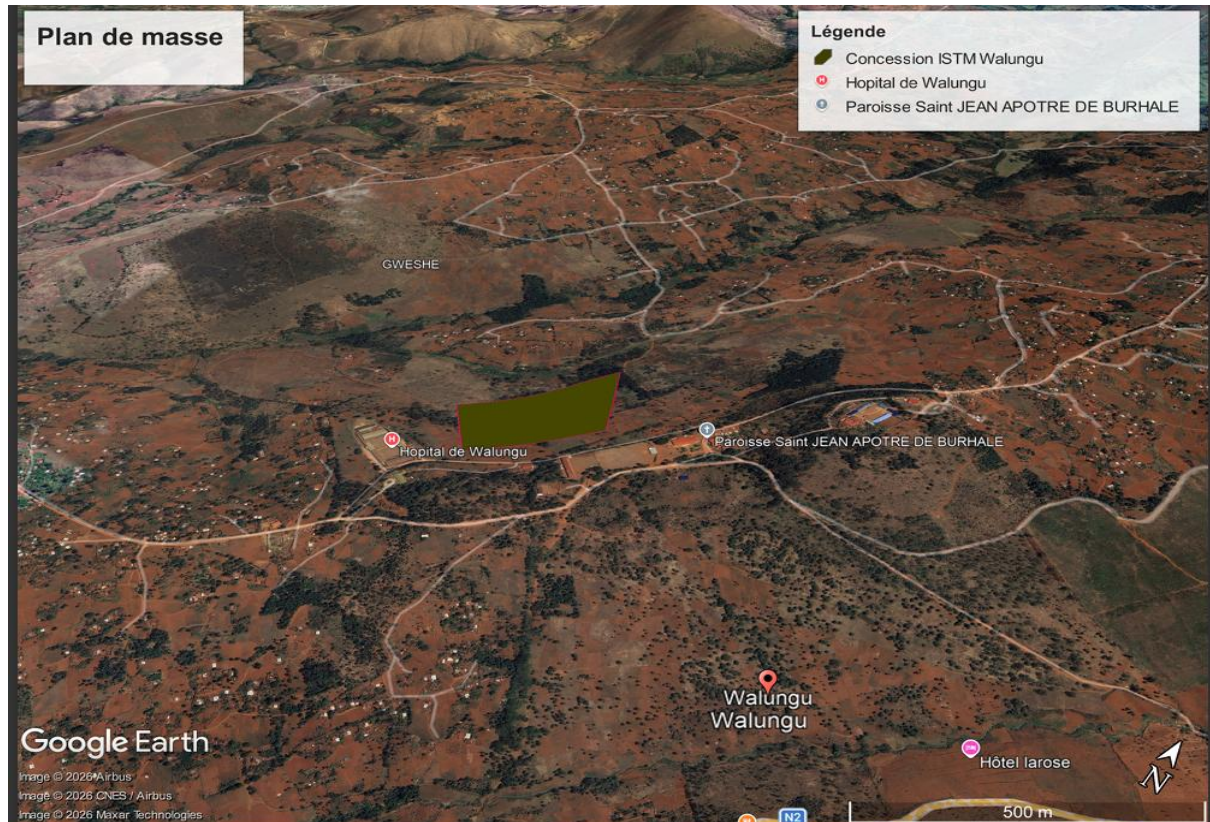 Plan de masse
Légende
Concession ISTM Walungu
H Hopital de Walungu
Paroisse Saint JEAN APOTRE DE BURHALE
GWESHE
H
Hopital de Walungu
Paroisse Saint JEAN APOTRE DE BURHALE
Walungu
Walungu
Hôtel larose
N
Google Earth
Image © 2026 Airbus
Image © 2026 CNES / Airbus
Image © 2026 Maxar Technologies
N2
500 m